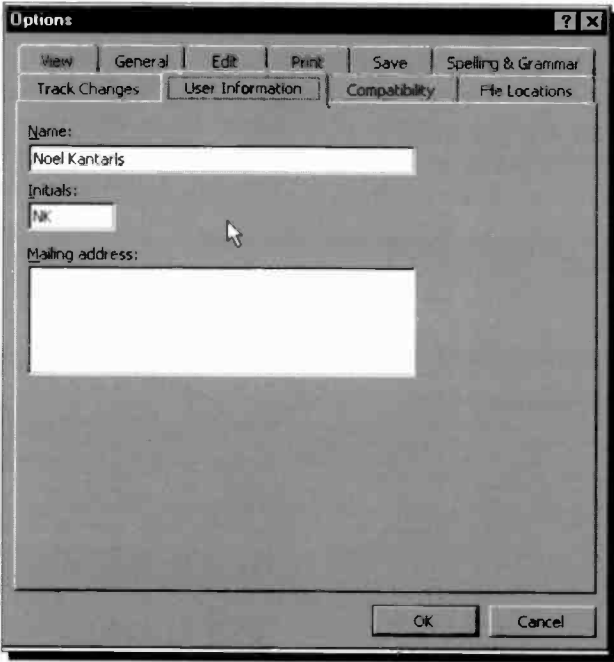 Options
View General Edit Print Save Spelling & Grammar
Track Changes User Information Compatibility File Locations
Name:
Noel Kantaris
Initials:
NK
Mailing address:
OK Cancel